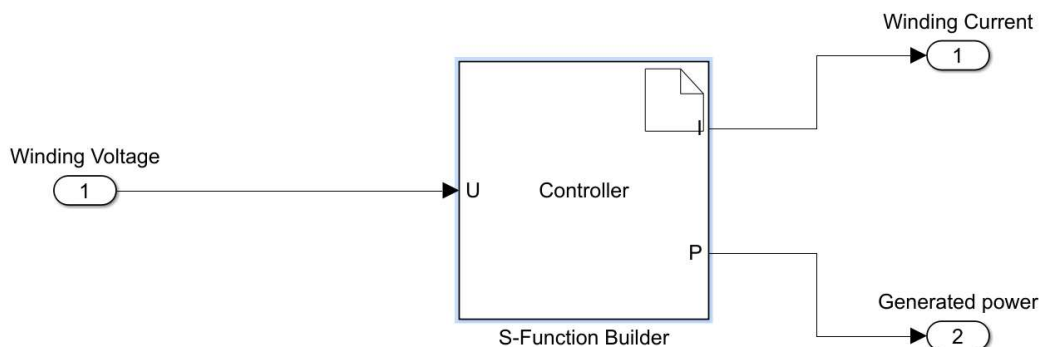 Winding Current
1
I
Winding Voltage
1
U
Controller
P
Generated power
2
S-Function Builder